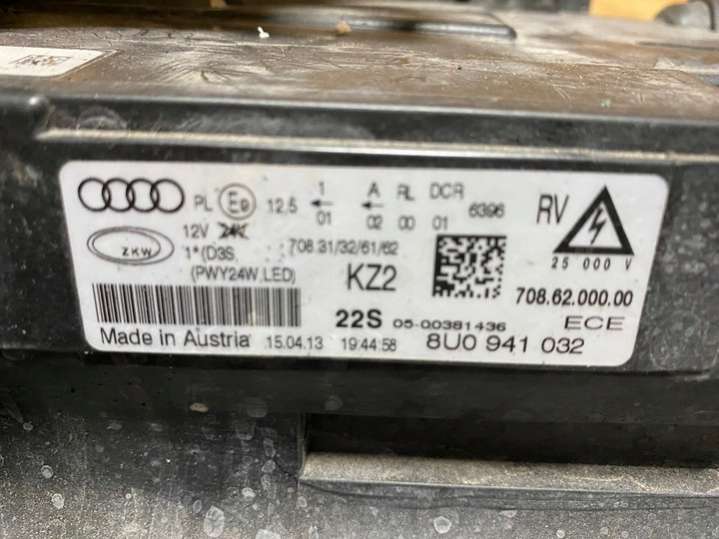 PL E9 12.5 1 01 A 02 RL 00 DCR 01 6396 RV
12V 24V
ZKW
1*(D3S, 708.31/32/61/62
(PWY24W,LED) KZ2
25 000 V
708.62.000.00
22S 05-00381436 ECE
Made in Austria 15.04.13 19:44:58 8U0 941 032